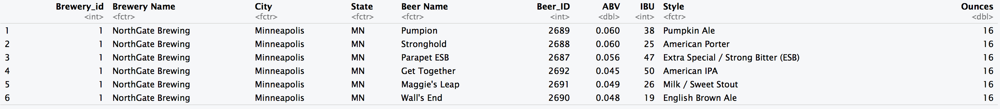 Brewery_id Brewery Name City State Beer Name Beer_ID ABV IBU Style Ounces
<int> <fctr> <fctr> <fctr> <fctr> <int> <dbl> <int> <fctr> <dbl>
1 1 NorthGate Brewing Minneapolis MN Pumpion 2689 0.060 38 Pumpkin Ale 16
2 1 NorthGate Brewing Minneapolis MN Stronghold 2688 0.060 25 American Porter 16
3 1 NorthGate Brewing Minneapolis MN Parapet ESB 2687 0.056 47 Extra Special / Strong Bitter (ESB) 16
4 1 NorthGate Brewing Minneapolis MN Get Together 2692 0.045 50 American IPA 16
5 1 NorthGate Brewing Minneapolis MN Maggie's Leap 2691 0.049 26 Milk / Sweet Stout 16
6 1 NorthGate Brewing Minneapolis MN Wall's End 2690 0.048 19 English Brown Ale 16